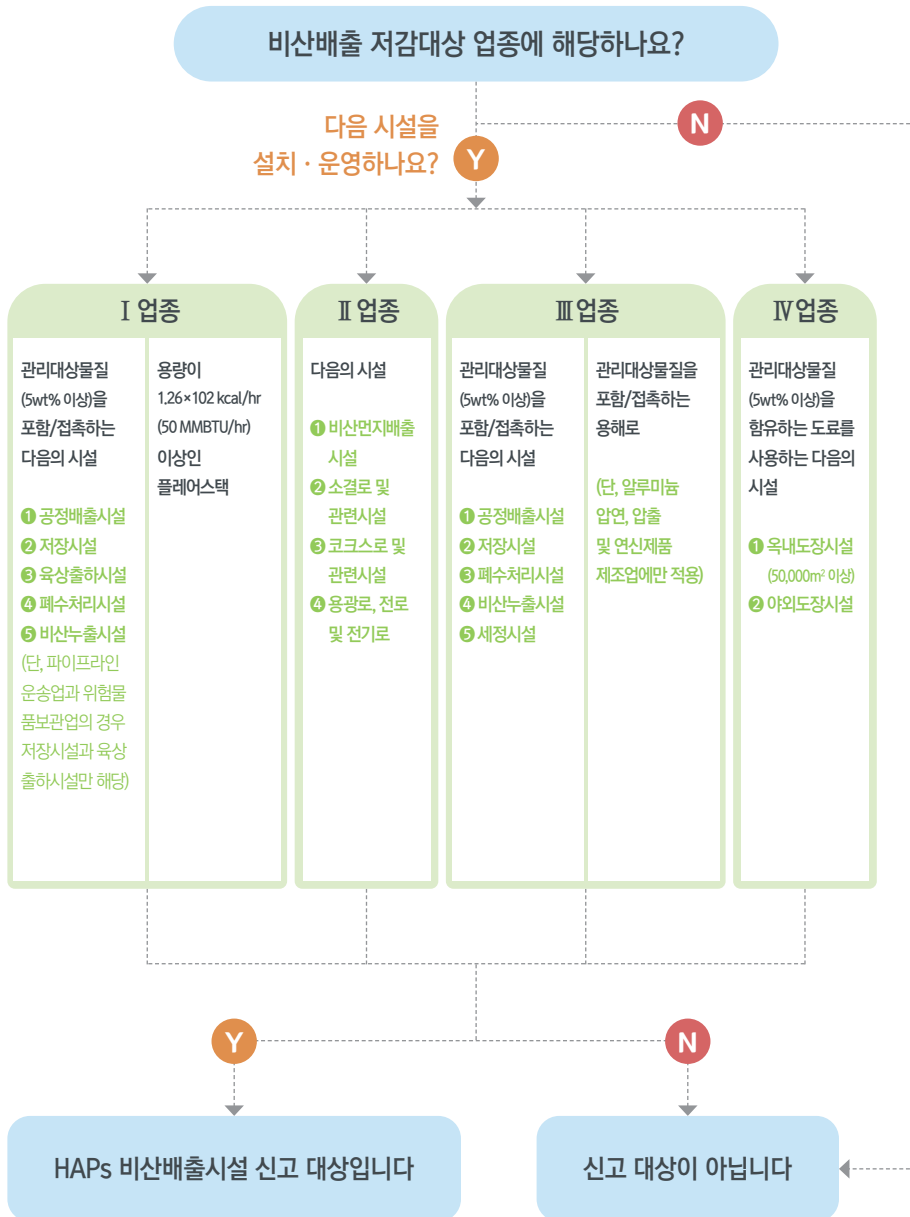 비산배출 저감대상 업종에 해당하나요?
N
다음 시설을
설치 · 운영하나요?
Y
Ⅰ 업종
관리대상물질
(5wt% 이상)을
포함/접촉하는
다음의 시설
❶ 공정배출시설
❷ 저장시설
❸ 육상출하시설
❹ 폐수처리시설
❺ 비산누출시설
(단, 파이프라인
운송업과 위험물
품보관업의 경우
저장시설과 육상
출하시설만 해당)
용량이
1.26×102 kcal/hr
(50 MMBTU/hr)
이상인
플레어스택
Ⅱ 업종
다음의 시설
❶ 비산먼지배출
시설
❷ 소결로 및
관련시설
❸ 코크스로 및
관련시설
❹ 용광로, 전로
및 전기로
Ⅲ 업종
관리대상물질
(5wt% 이상)을
포함/접촉하는
다음의 시설
❶ 공정배출시설
❷ 저장시설
❸ 폐수처리시설
❹ 비산누출시설
❺ 세정시설
관리대상물질을
포함/접촉하는
용해로
(단, 알루미늄
압연, 압출
및 연신제품
제조업에만 적용)
Ⅳ 업종
관리대상물질
(5wt% 이상)을
함유하는 도료를
사용하는 다음의
시설
❶ 옥내도장시설
(50,000m² 이상)
❷ 야외도장시설
Y
N
HAPs 비산배출시설 신고 대상입니다
신고 대상이 아닙니다